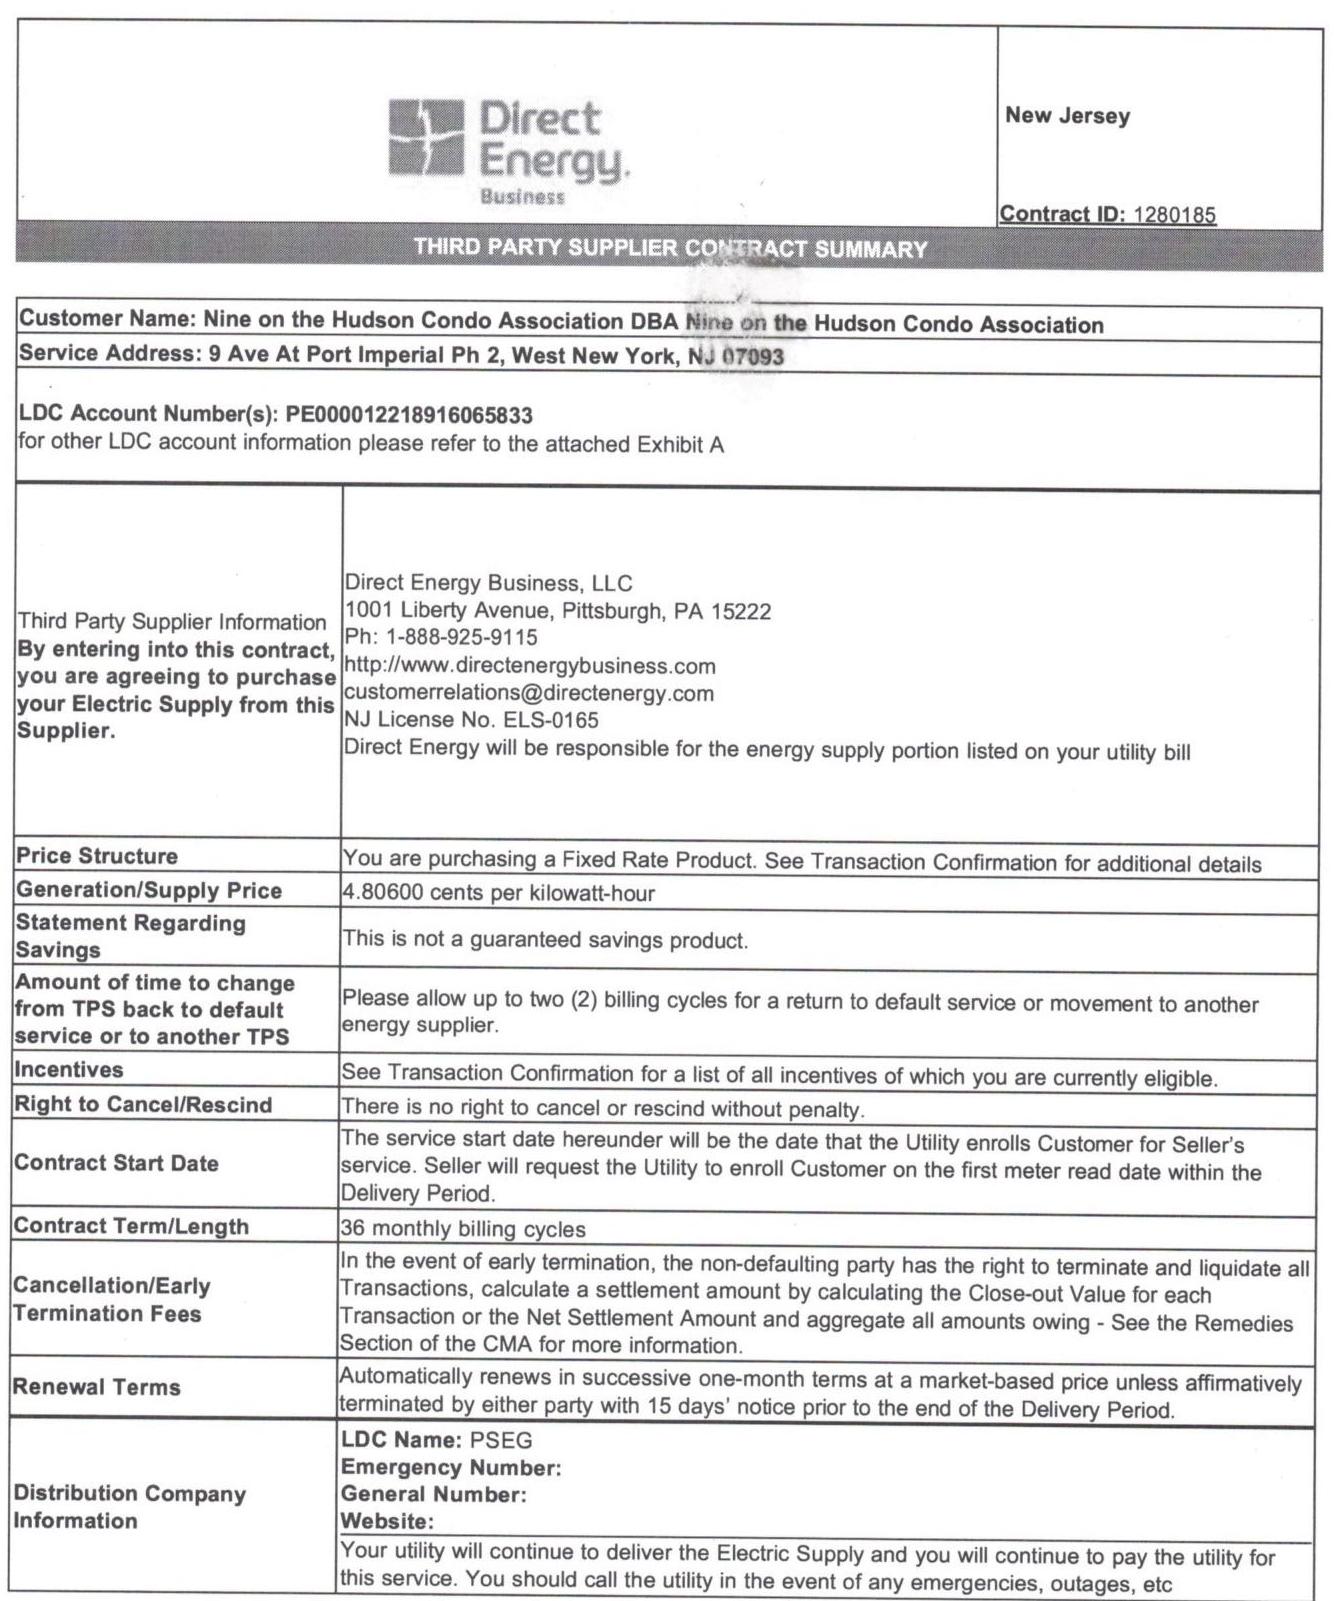 Direct
Energy.
Business
New Jersey
Contract ID: 1280185
THIRD PARTY SUPPLIER CONTRACT SUMMARY
Customer Name: Nine on the Hudson Condo Association DBA Nine on the Hudson Condo Association
Service Address: 9 Ave At Port Imperial Ph 2, West New York, NJ 07093
LDC Account Number(s): PE000012218916065833
for other LDC account information please refer to the attached Exhibit A
Third Party Supplier Information
By entering into this contract,
you are agreeing to purchase
your Electric Supply from this
Supplier.
Direct Energy Business, LLC
1001 Liberty Avenue, Pittsburgh, PA 15222
Ph: 1-888-925-9115
http://www.directenergybusiness.com
customerrelations@directenergy.com
NJ License No. ELS-0165
Direct Energy will be responsible for the energy supply portion listed on your utility bill
Price Structure
You are purchasing a Fixed Rate Product. See Transaction Confirmation for additional details
Generation/Supply Price
4.80600 cents per kilowatt-hour
Statement Regarding
Savings
This is not a guaranteed savings product.
Amount of time to change
from TPS back to default
service or to another TPS
Please allow up to two (2) billing cycles for a return to default service or movement to another
energy supplier.
Incentives
See Transaction Confirmation for a list of all incentives of which you are currently eligible.
Right to Cancel/Rescind
There is no right to cancel or rescind without penalty.
Contract Start Date
The service start date hereunder will be the date that the Utility enrolls Customer for Seller's
service. Seller will request the Utility to enroll Customer on the first meter read date within the
Delivery Period.
Contract Term/Length
36 monthly billing cycles
Cancellation/Early
Termination Fees
In the event of early termination, the non-defaulting party has the right to terminate and liquidate all
Transactions, calculate a settlement amount by calculating the Close-out Value for each
Transaction or the Net Settlement Amount and aggregate all amounts owing - See the Remedies
Section of the CMA for more information.
Renewal Terms
Automatically renews in successive one-month terms at a market-based price unless affirmatively
terminated by either party with 15 days' notice prior to the end of the Delivery Period.
Distribution Company
Information
LDC Name: PSEG
Emergency Number:
General Number:
Website:
Your utility will continue to deliver the Electric Supply and you will continue to pay the utility for
this service. You should call the utility in the event of any emergencies, outages, etc